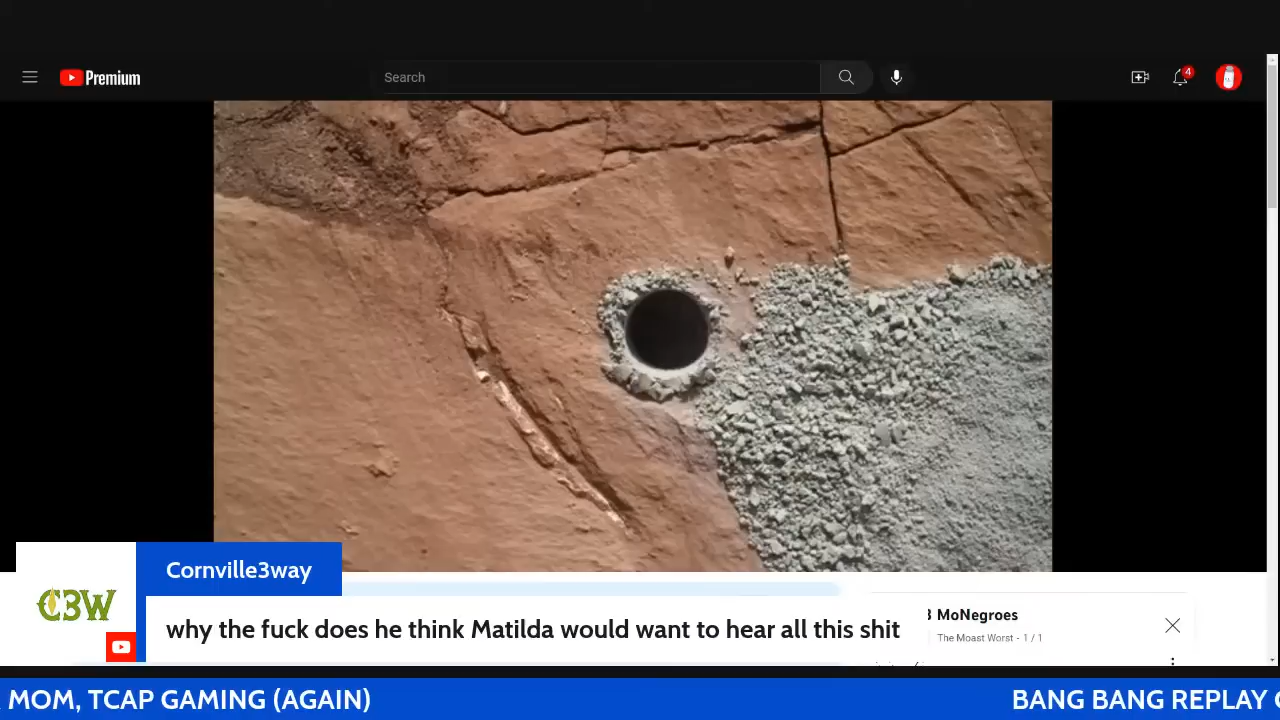 Premium
Search
4
Cornville3way
C3W
why the fuck does he think Matilda would want to hear all this shit
MoNegroes
The Moast Worst - 1 / 1
MOM, TCAP GAMING (AGAIN)
BANG BANG REPLAY